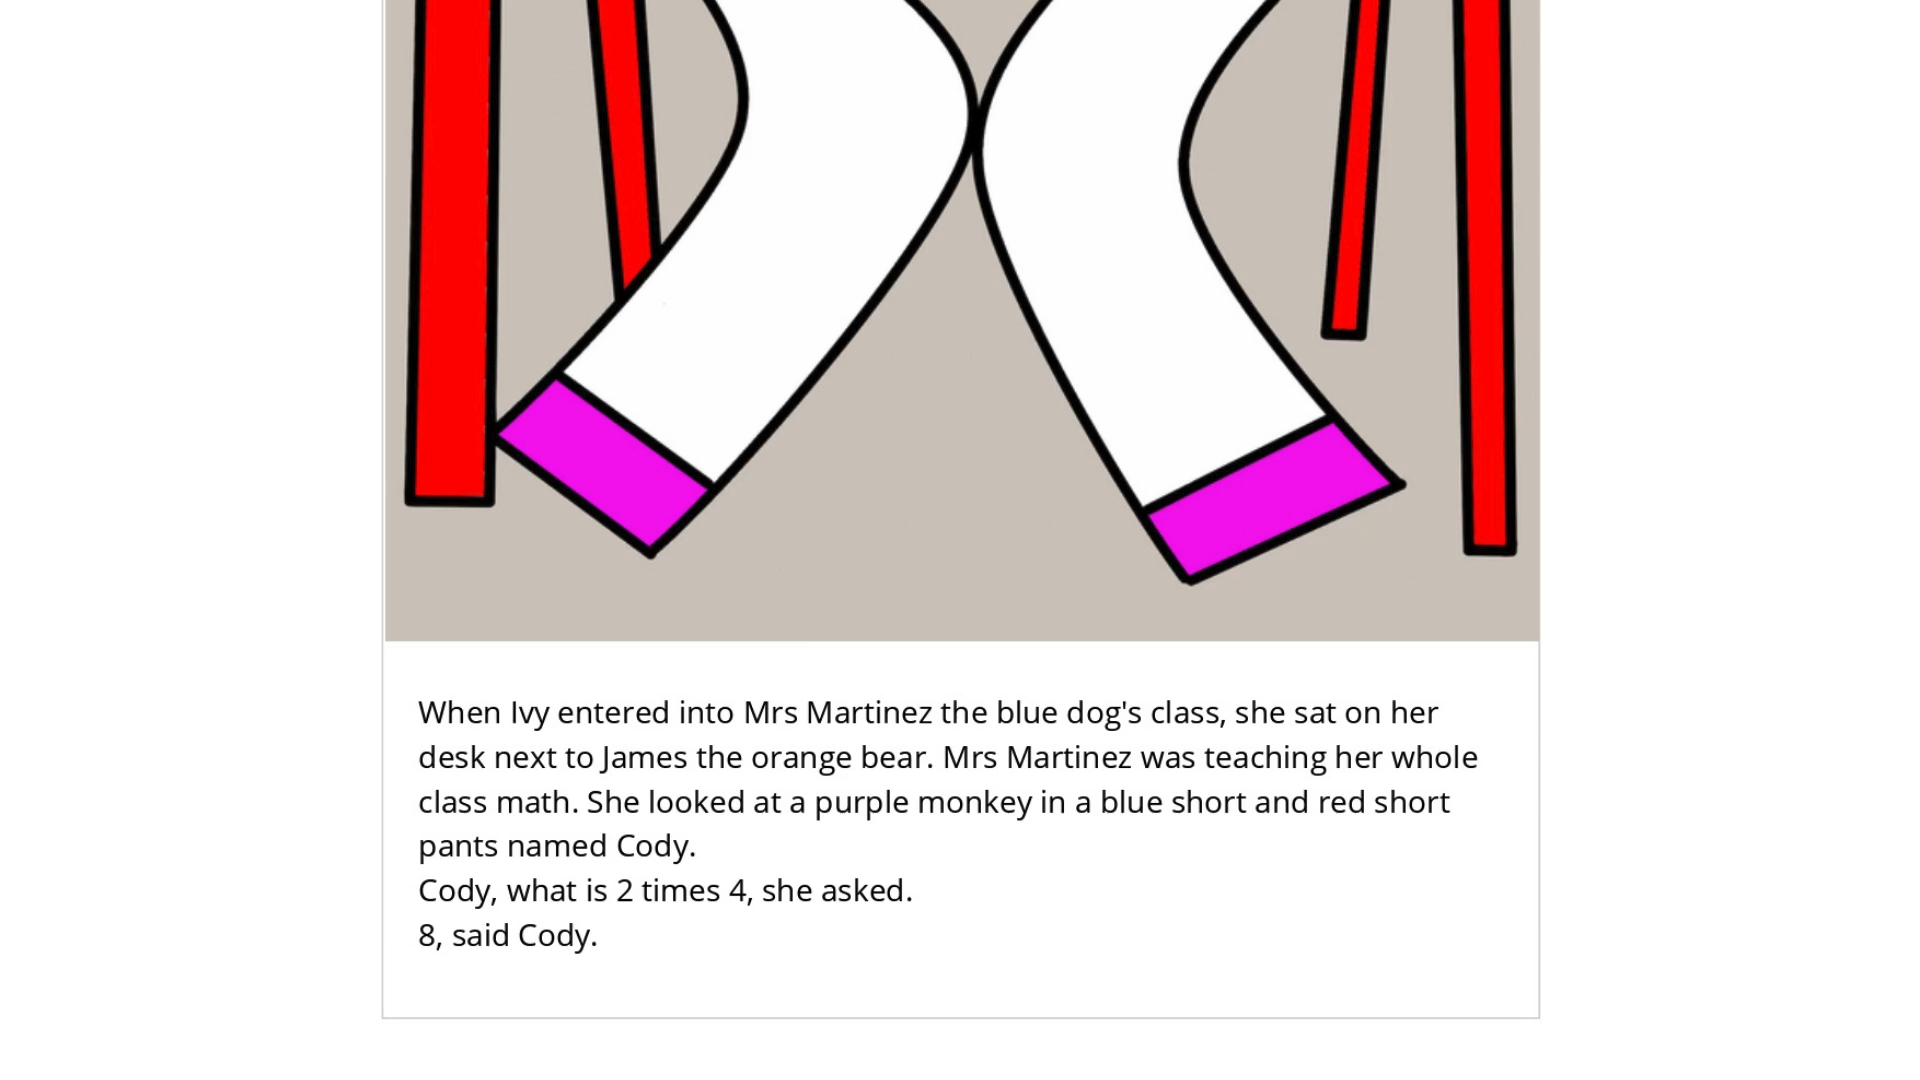 When Ivy entered into Mrs Martinez the blue dog's class, she sat on her
desk next to James the orange bear. Mrs Martinez was teaching her whole
class math. She looked at a purple monkey in a blue short and red short
pants named Cody.
Cody, what is 2 times 4, she asked.
8, said Cody.